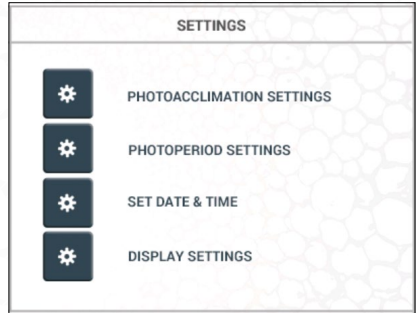 SETTINGS
PHOTOACCLIMATION SETTINGS
PHOTOPERIOD SETTINGS
SET DATE & TIME
DISPLAY SETTINGS